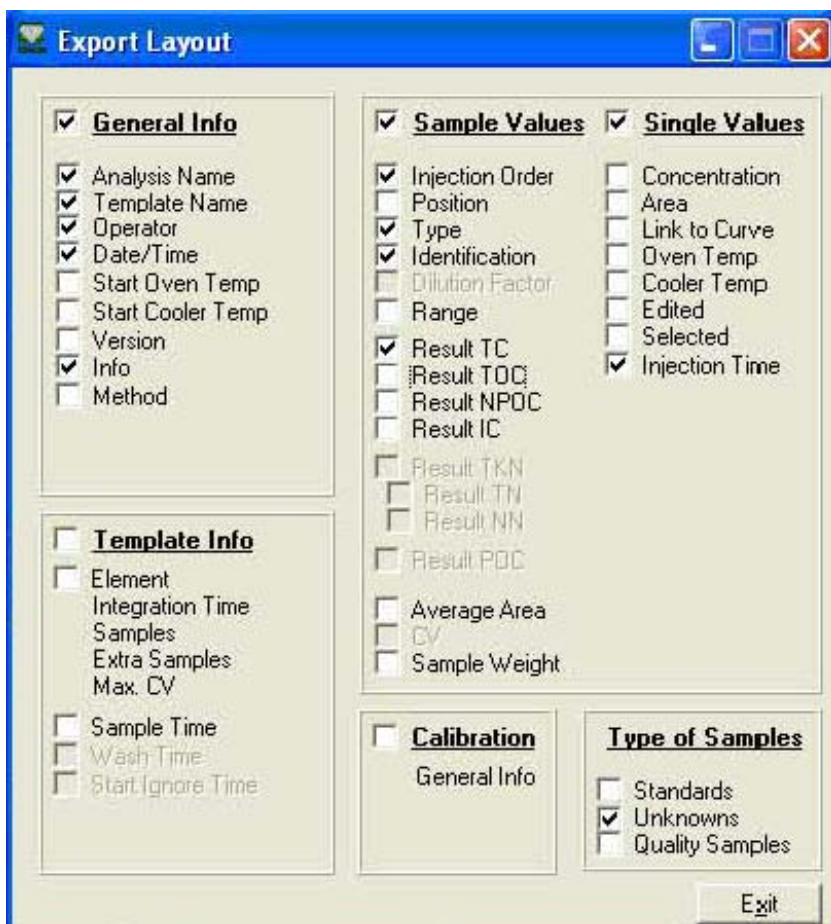 Export Layout
General Info
Analysis Name
Template Name
Operator
Date/Time
Start Oven Temp
Start Cooler Temp
Version
Info
Method
Sample Values
Injection Order
Position
Type
Identification
Dilution Factor
Range
Result TC
Result TOC
Result NPOC
Result IC
Result TKN
Result TN
Result NN
Result POC
Average Area
CV
Sample Weight
Single Values
Concentration
Area
Link to Curve
Oven Temp
Cooler Temp
Edited
Selected
Injection Time
Template Info
Element
Integration Time
Samples
Extra Samples
Max. CV
Sample Time
Wash Time
Start Ignore Time
Calibration
General Info
Type of Samples
Standards
Unknowns
Quality Samples
Exit